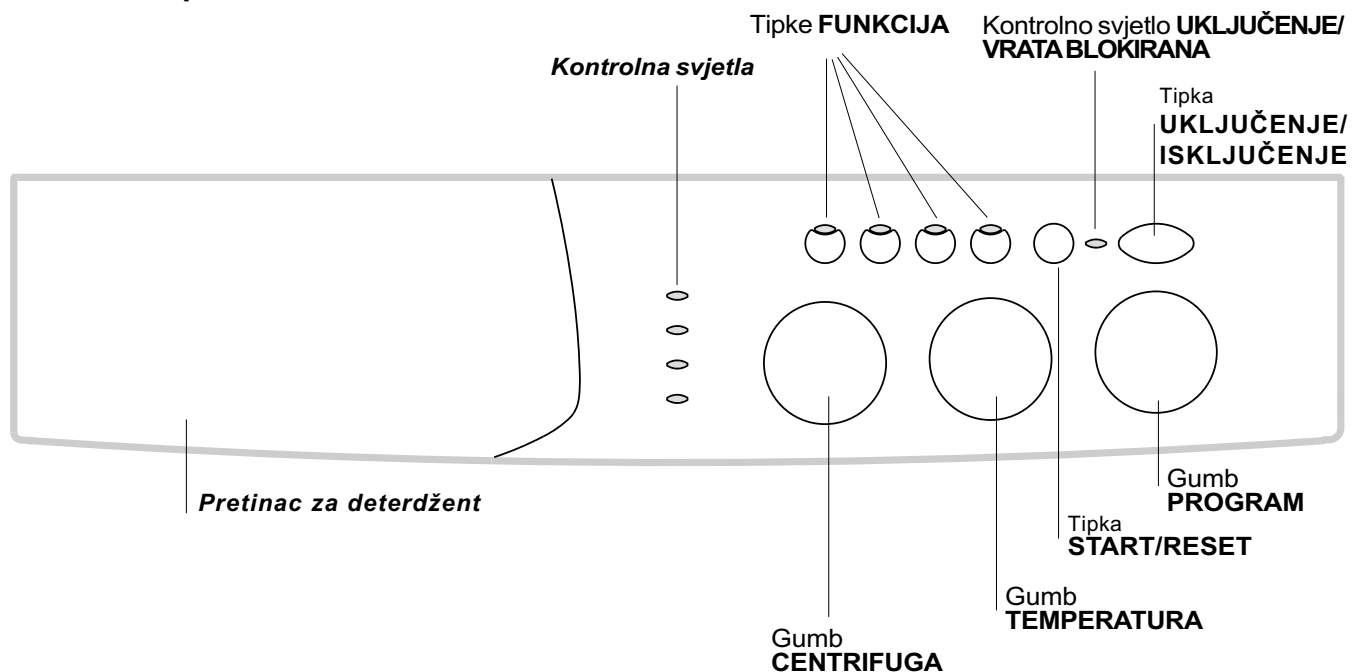 Tipke FUNKCIJA
Kontrolno svjetlo UKLJUČENJE/
VRATA BLOKIRANA
Kontrolna svjetla
Tipka
UKLJUČENJE/
ISKLJUČENJE
Pretinac za deterdžent
Gumb
PROGRAM
Tipka
START/RESET
Gumb
TEMPERATURA
Gumb
CENTRIFUGA